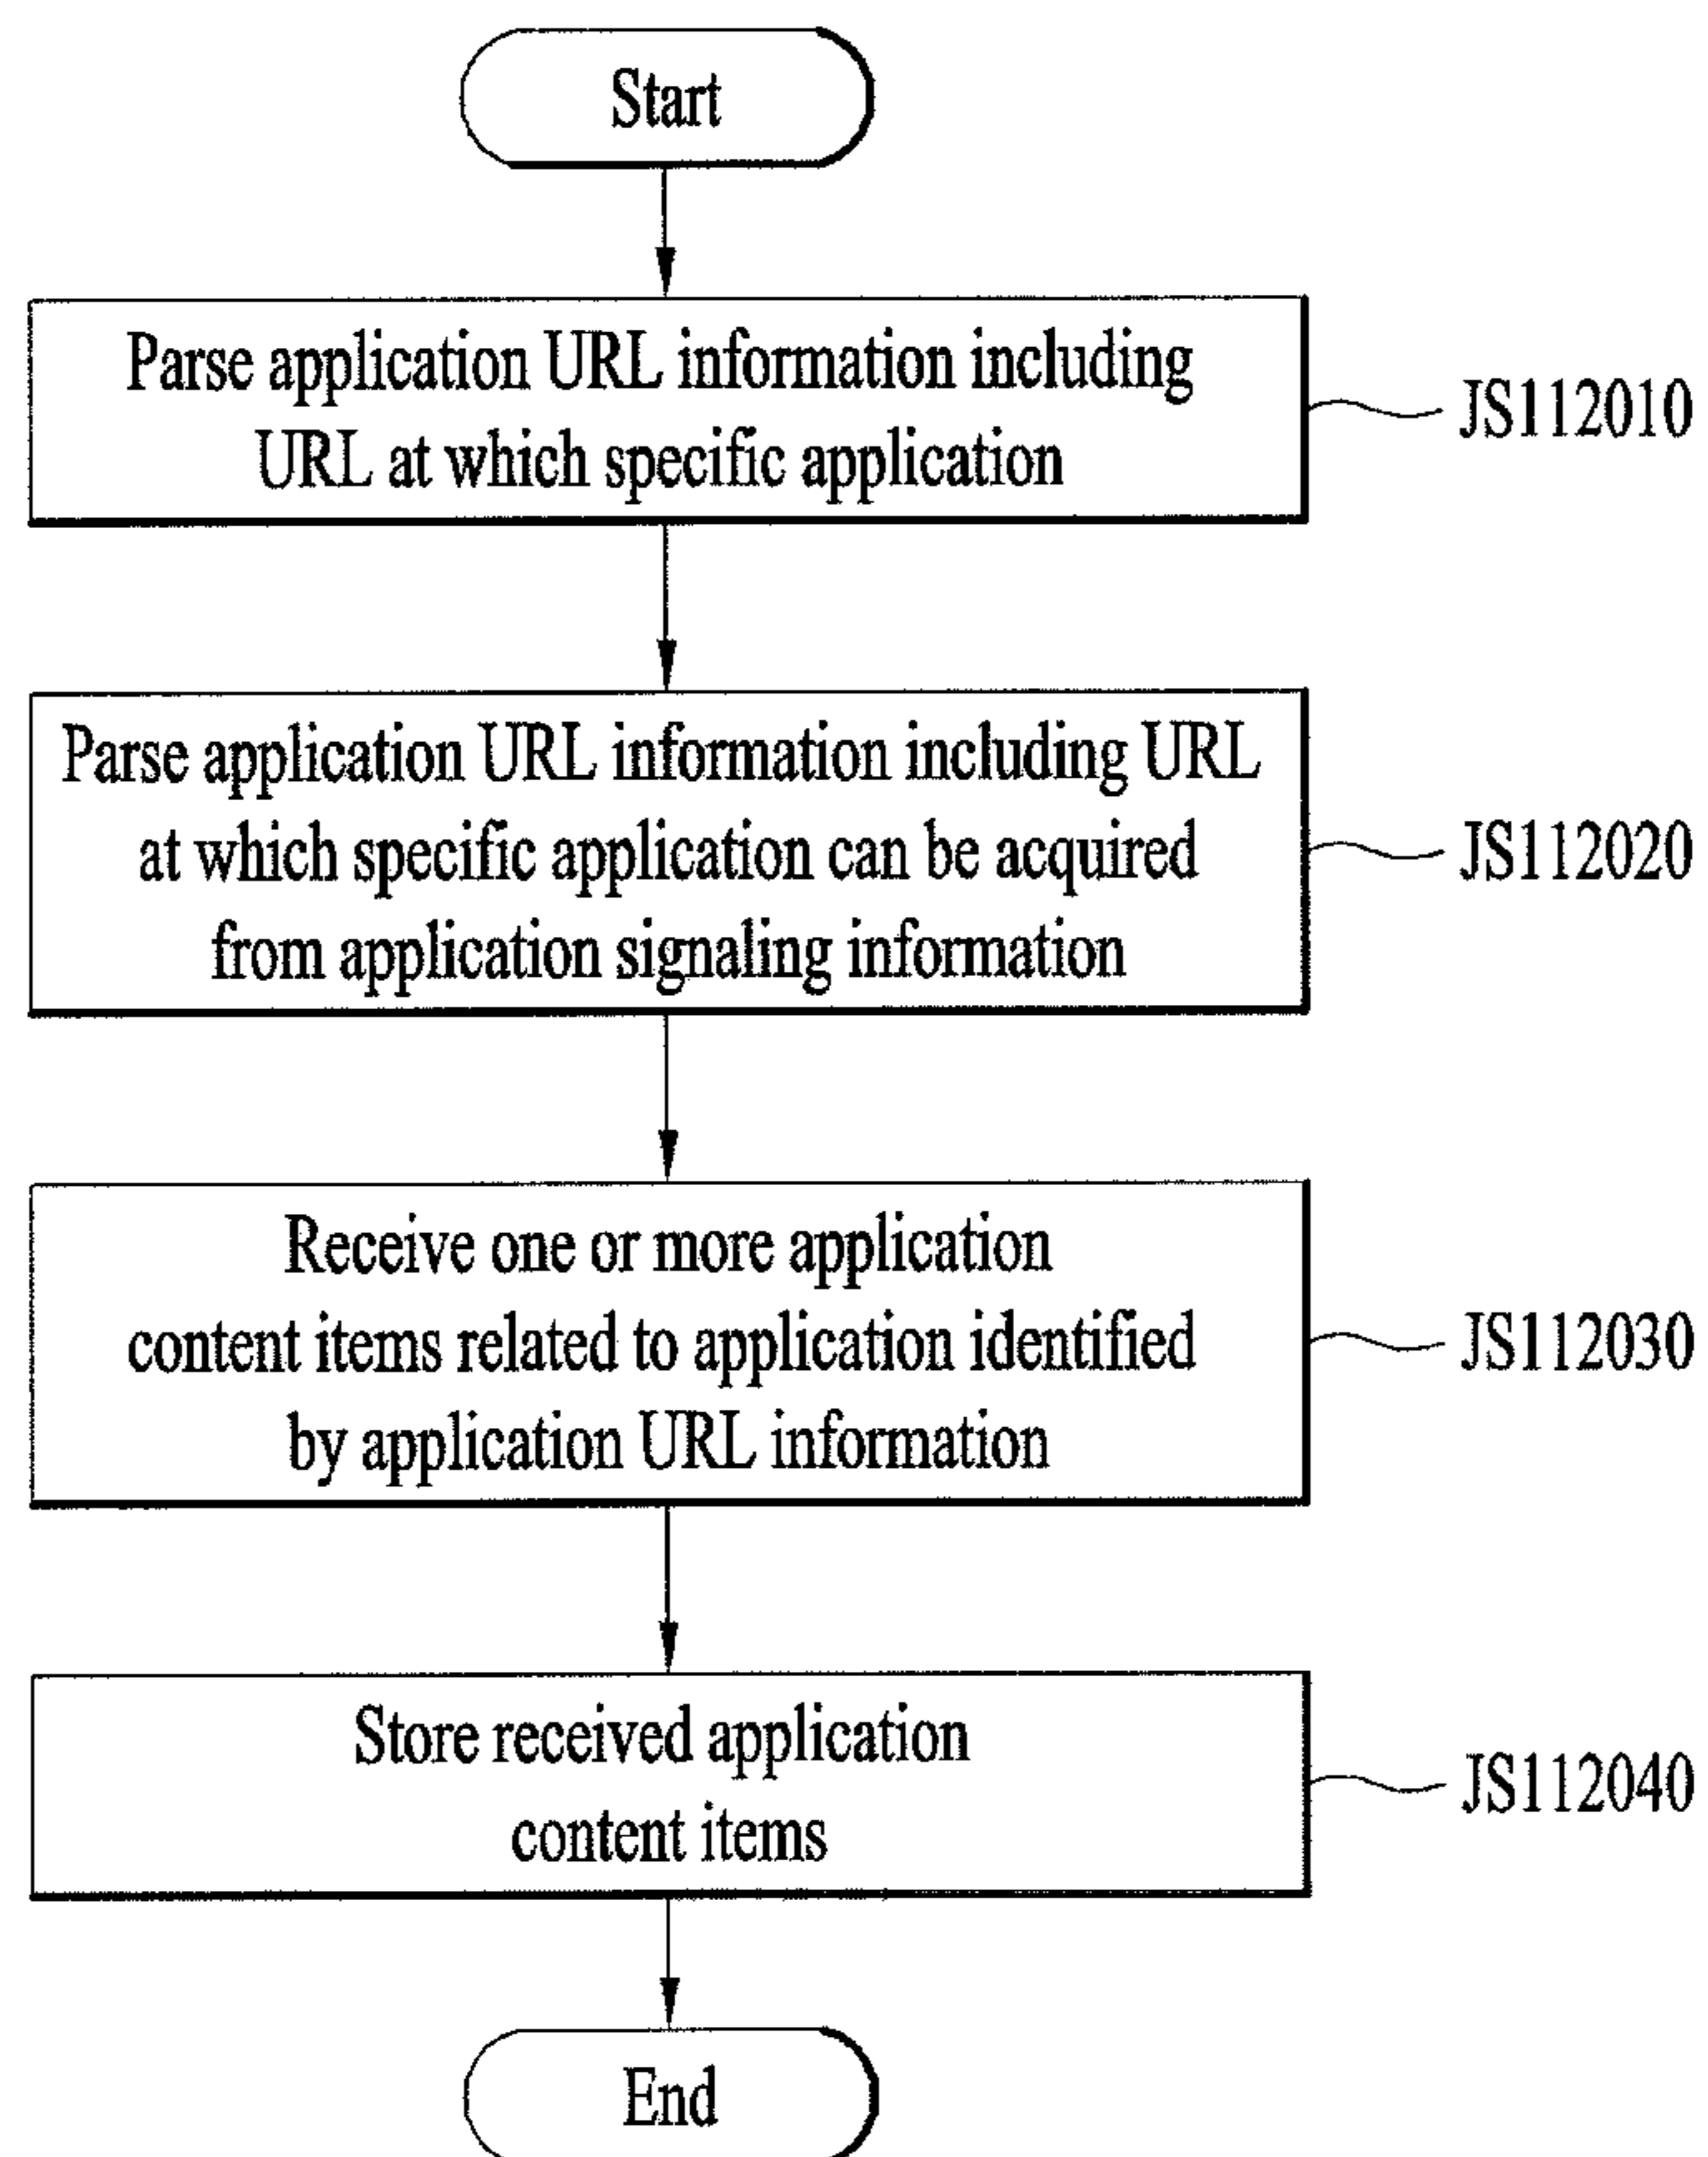 Start
Parse application URL information including
URL at which specific application
JS112010
Parse application URL information including URL
at which specific application can be acquired
from application signaling information
JS112020
Receive one or more application
content items related to application identified
by application URL information
JS112030
Store received application
content items
JS112040
End